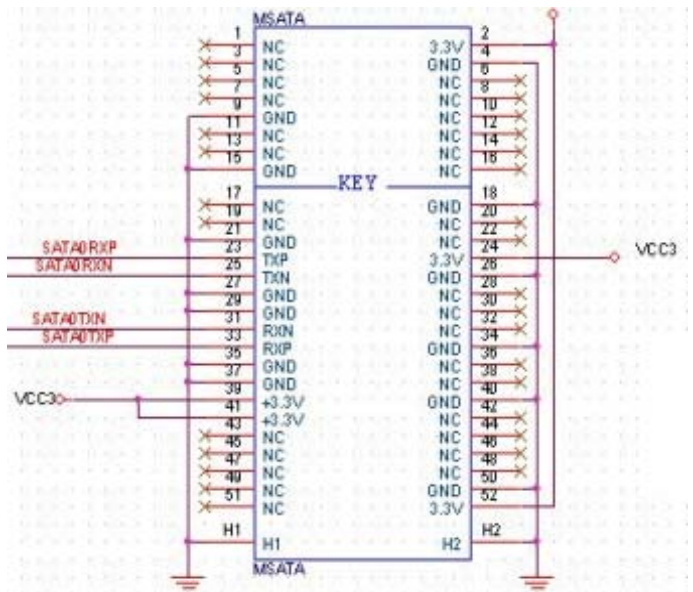 MSATA
1 NC 3.3V 2
3 NC GND 4
5 NC NC 6
7 NC NC 8
9 GND NC 10
11 NC NC 12
13 NC NC 14
15 GND NC 16
KEY
17 NC GND 18
19 NC NC 20
21 GND NC 22
SATA0RXP 23 TXP 3.3V 24 VCC3
SATA0RXN 25 TXN GND 26
27 GND NC 28
29 GND NC 30
SATA0TXN 31 RXN NC 32
SATA0TXP 33 RXP GND 34
35 GND NC 36
37 GND NC 38
VCC3 39 +3.3V GND 40
41 +3.3V NC 42
43 NC NC 44
45 NC NC 46
47 NC NC 48
49 NC GND 50
51 NC 3.3V 52
H1 H1 H2 H2
MSATA